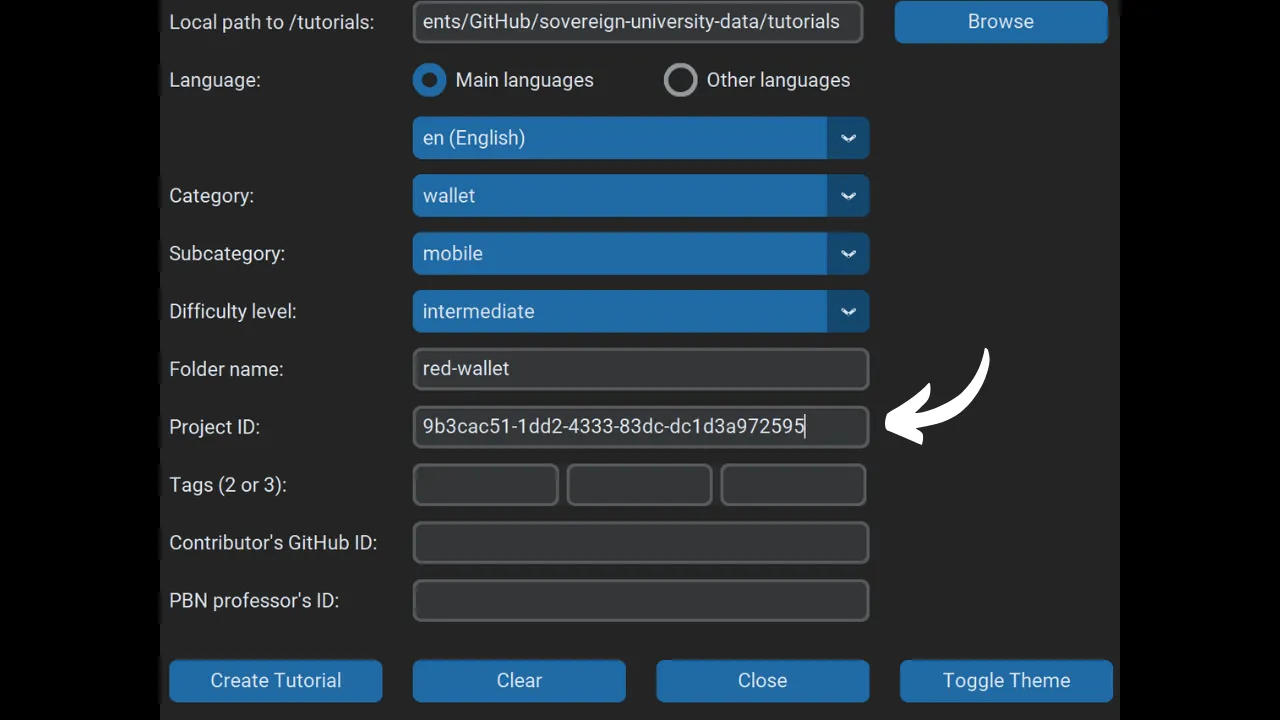 Local path to /tutorials: ents/GitHub/sovereign-university-data/tutorials Browse
Language: Main languages Other languages
en (English)
Category: wallet
Subcategory: mobile
Difficulty level: intermediate
Folder name: red-wallet
Project ID: 9b3cac51-1dd2-4333-83dc-dc1d3a972595
Tags (2 or 3):
Contributor's GitHub ID:
PBN professor's ID:
Create Tutorial Clear Close Toggle Theme